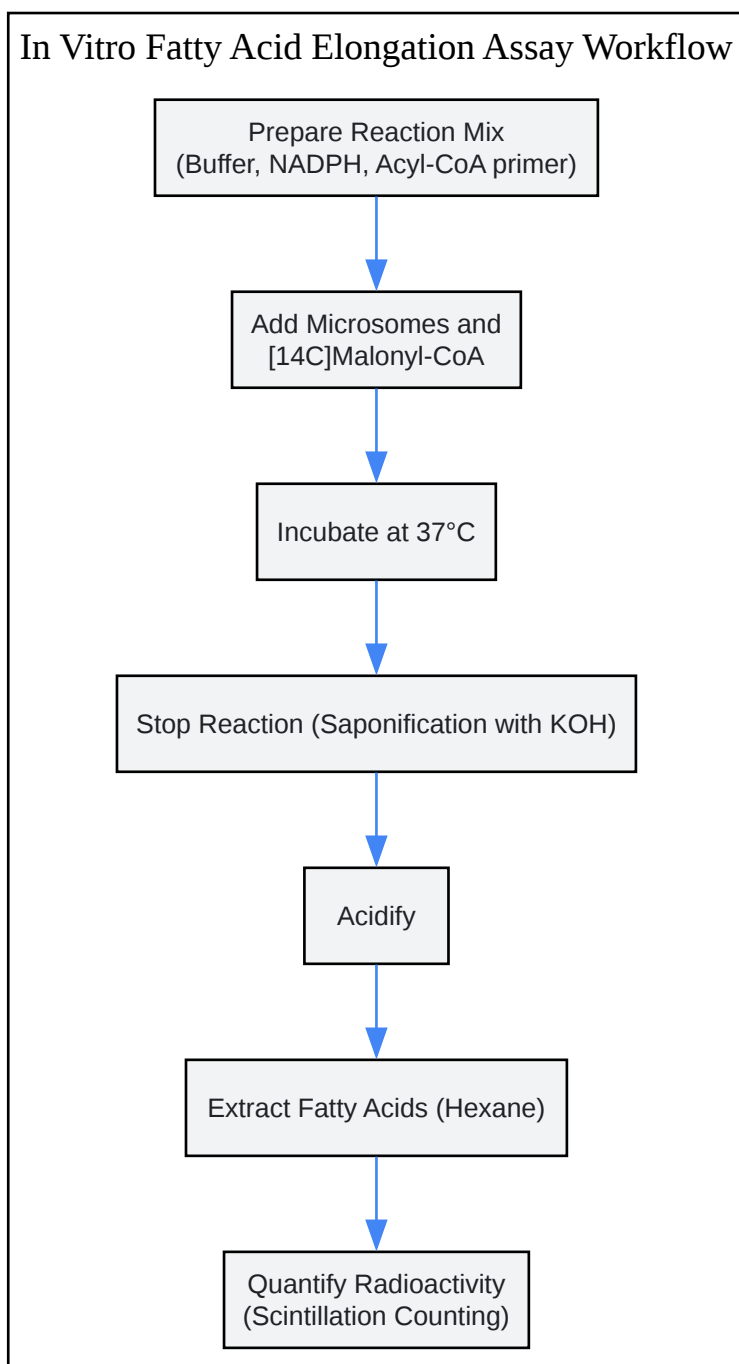 In Vitro Fatty Acid Elongation Assay Workflow
Prepare Reaction Mix
(Buffer, NADPH, Acyl-CoA primer)
Add Microsomes and
[14C]Malonyl-CoA
Incubate at 37°C
Stop Reaction (Saponification with KOH)
Acidify
Extract Fatty Acids (Hexane)
Quantify Radioactivity
(Scintillation Counting)